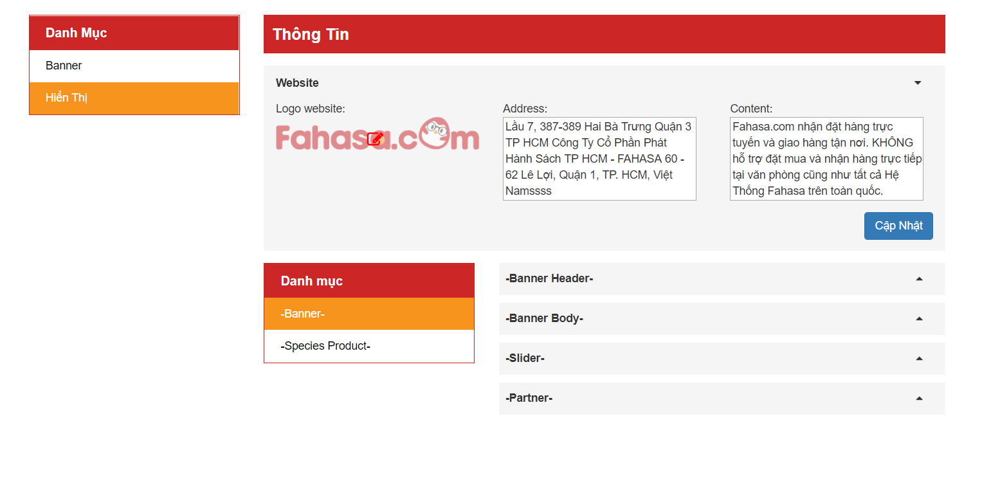 Danh Mục
Banner
Hiển Thị
Thông Tin
Website
Logo website:
Fahasa.com
Address:
Lầu 7, 387-389 Hai Bà Trưng Quận 3
TP HCM Công Ty Cổ Phần Phát
Hành Sách TP HCM - FAHASA 60 -
62 Lê Lợi, Quận 1, TP. HCM, Việt
Namssss
Content:
Fahasa.com nhận đặt hàng trực
tuyến và giao hàng tận nơi. KHÔNG
hỗ trợ đặt mua và nhận hàng trực tiếp
tại văn phòng cũng như tất cả Hệ
Thống Fahasa trên toàn quốc.
Cập Nhật
Danh mục
-Banner-
-Species Product-
-Banner Header-
-Banner Body-
-Slider-
-Partner-